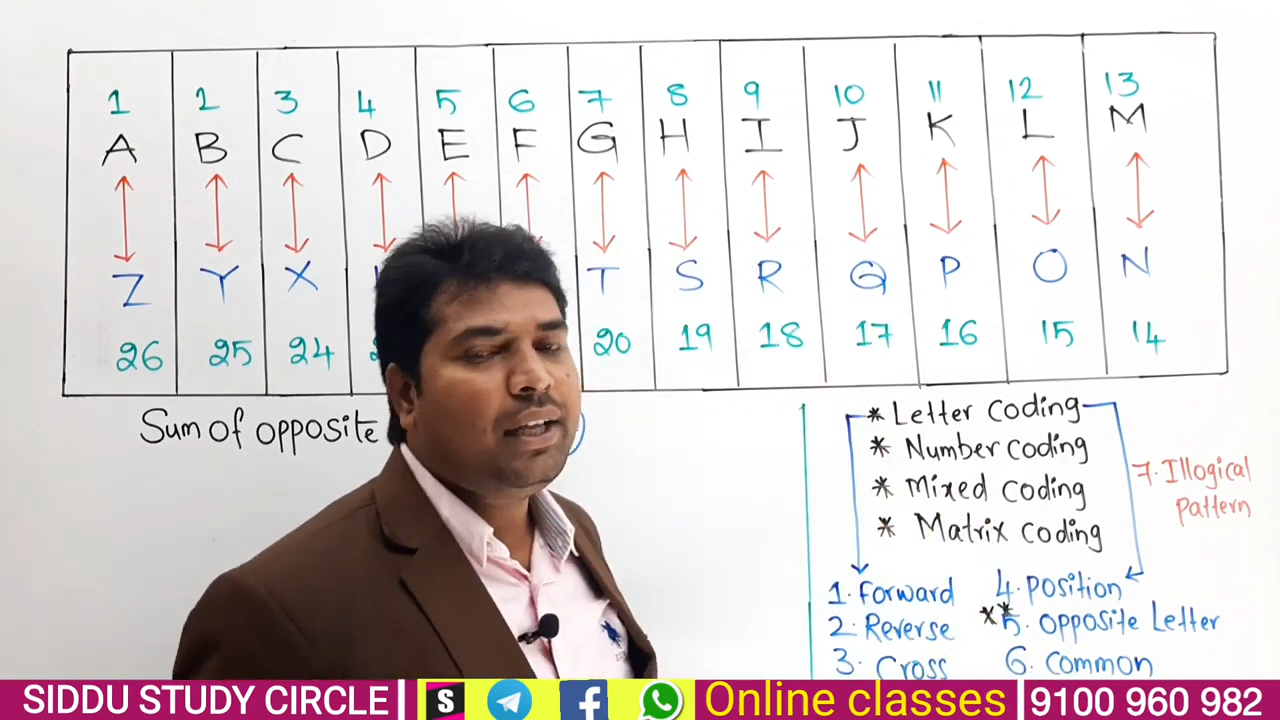 1 2 3 4 5 6 7 8 9 10 11 12 13
A B C D E F G H I J K L M
Z Y X T S R Q P O N
26 25 24 20 19 18 17 16 15 14
Sum of opposite
* Letter Coding
* Number coding
* Mixed Coding
* Matrix coding
7. Illogical
pattern
1. Forward
2. Reverse
3. Cross
4. Position
** 5. Opposite Letter
6. Common
SIDDU STUDY CIRCLE S f Online classes 9100 960 982